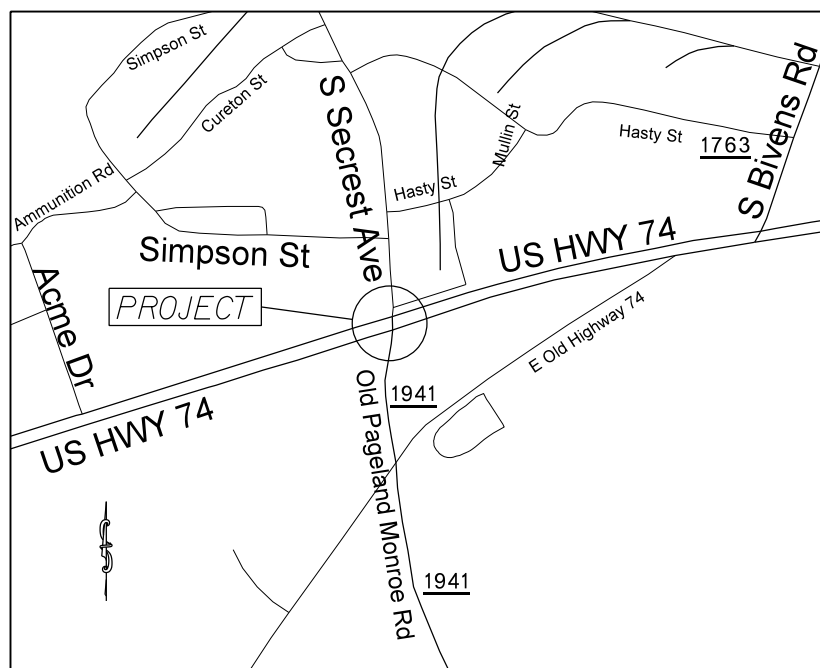 Simpson St
Cureton St
Ammunition Rd
S Secrest Ave
Mullin St
Hasty St
Hasty St
1763
S Bivens Rd
Simpson St
US HWY 74
Acme Dr
PROJECT
E Old Highway 74
1941
US HWY 74
Old Pageland Monroe Rd
1941